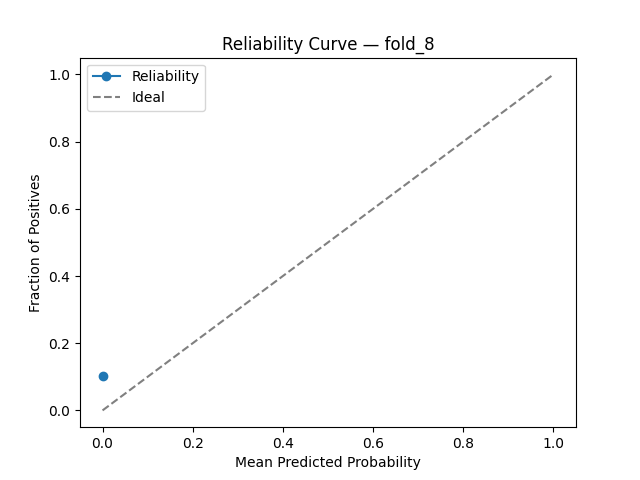 Reliability Curve — fold_8
Reliability
Ideal
Fraction of Positives
1.0
0.8
0.6
0.4
0.2
0.0
0.0 0.2 0.4 0.6 0.8 1.0
Mean Predicted Probability